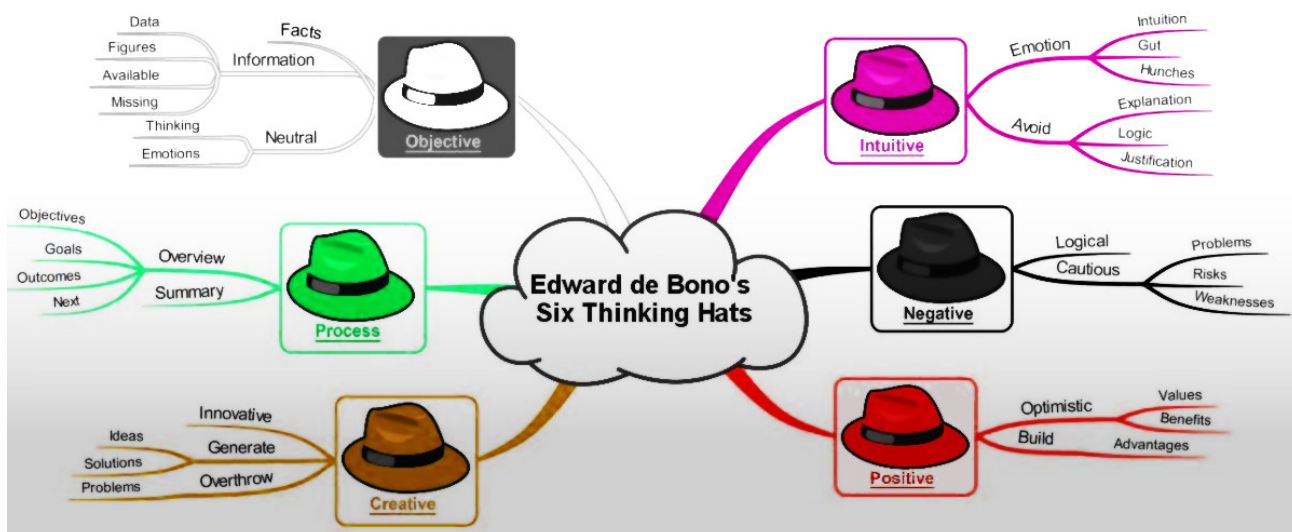 Edward de Bono's
Six Thinking Hats
Objective
Facts
Information
Data
Figures
Available
Missing
Neutral
Thinking
Emotions
Process
Overview
Objectives
Goals
Outcomes
Next
Summary
Creative
Innovative
Generate
Ideas
Solutions
Overthrow
Problems
Intuitive
Emotion
Intuition
Gut
Hunches
Avoid
Explanation
Logic
Justification
Negative
Logical
Cautious
Problems
Risks
Weaknesses
Positive
Optimistic
Values
Benefits
Build
Advantages